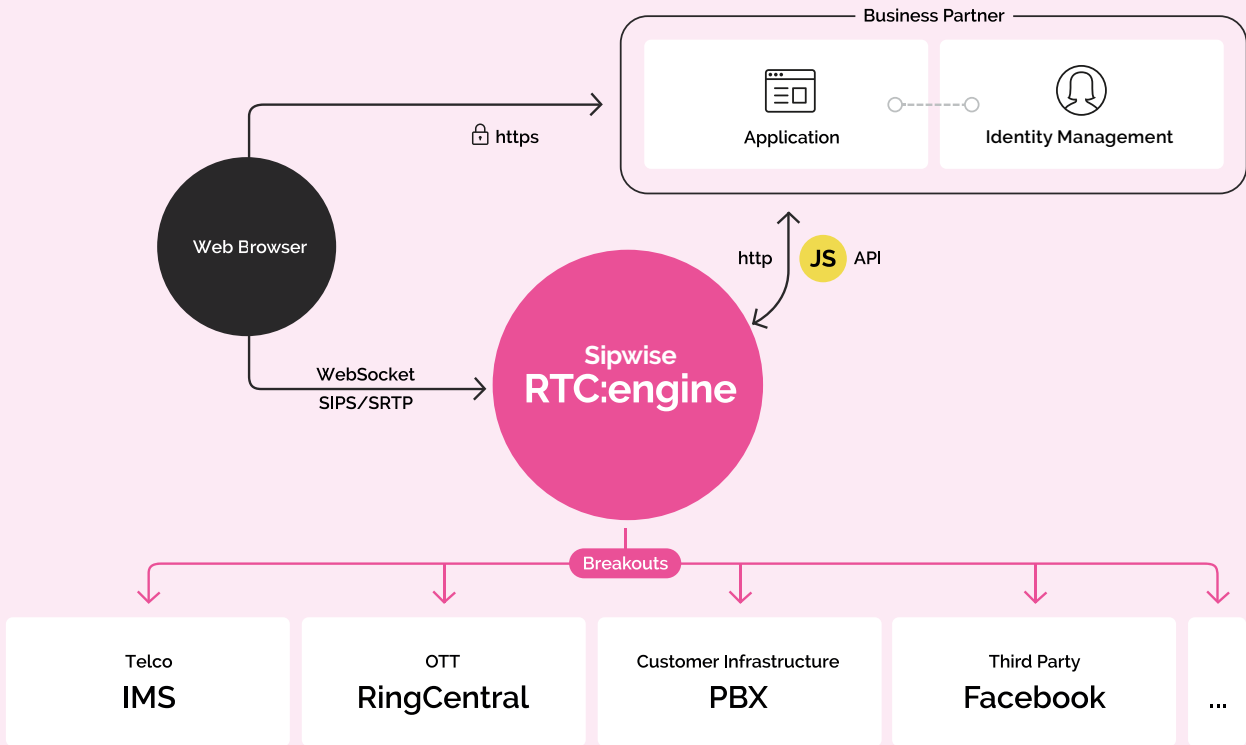 Business Partner
Application
Identity Management
https
Web Browser
http
JS
API
Sipwise
RTC:engine
WebSocket
SIPS/SRTP
Breakouts
Telco
IMS
OTT
RingCentral
Customer Infrastructure
PBX
Third Party
Facebook
...